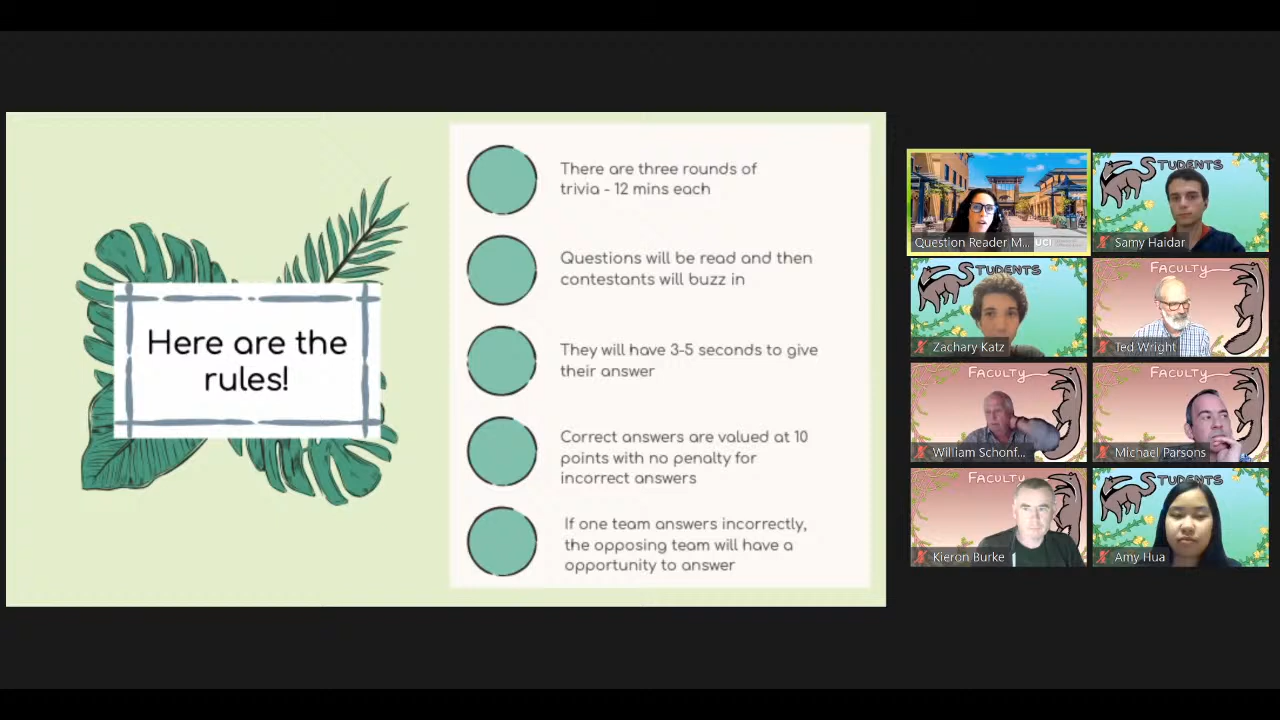 Here are the
rules!
There are three rounds of
trivia - 12 mins each
Questions will be read and then
contestants will buzz in
They will have 3-5 seconds to give
their answer
Correct answers are valued at 10
points with no penalty for
incorrect answers
If one team answers incorrectly,
the opposing team will have a
opportunity to answer
Question Reader M...
UCI
STUDENTS
Samy Haidar
STUDENTS
Zachary Katz
FACULTY
Ted Wright
FACULTY
William Schonf...
FACULTY
Michael Parsons
FACULTY
Kieron Burke
STUDENTS
Amy Hua